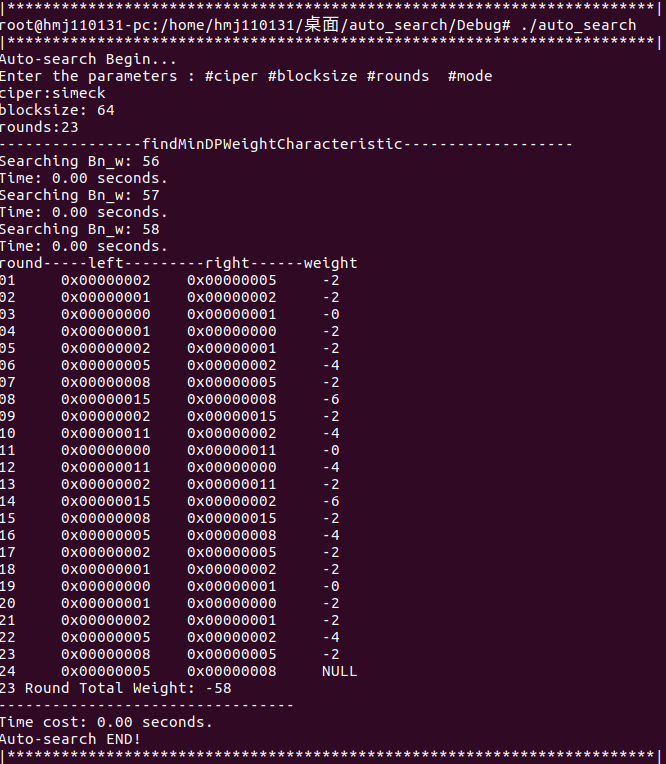 |*************************************************************************|
root@hmj110131-pc:/home/hmj110131/桌面/auto_search/Debug# ./auto_search
|*************************************************************************|
Auto-search Begin...
Enter the parameters : #ciper #blocksize #rounds  #mode
ciper:simeck
blocksize: 64
rounds:23
----------------findMinDPWeightCharacteristic-------------------
Searching Bn_w: 56
Time: 0.00 seconds.
Searching Bn_w: 57
Time: 0.00 seconds.
Searching Bn_w: 58
Time: 0.00 seconds.
round-----left---------right------weight
01     0x00000002    0x00000005     -2
02     0x00000001    0x00000002     -2
03     0x00000000    0x00000001     -0
04     0x00000001    0x00000000     -2
05     0x00000002    0x00000001     -2
06     0x00000005    0x00000002     -4
07     0x00000008    0x00000005     -2
08     0x00000015    0x00000008     -6
09     0x00000002    0x00000015     -2
10     0x00000011    0x00000002     -4
11     0x00000000    0x00000011     -0
12     0x00000011    0x00000000     -4
13     0x00000002    0x00000011     -2
14     0x00000015    0x00000002     -6
15     0x00000008    0x00000015     -2
16     0x00000005    0x00000008     -4
17     0x00000002    0x00000005     -2
18     0x00000001    0x00000002     -2
19     0x00000000    0x00000001     -0
20     0x00000001    0x00000000     -2
21     0x00000002    0x00000001     -2
22     0x00000005    0x00000002     -4
23     0x00000008    0x00000005     -2
24     0x00000005    0x00000008     NULL
23 Round Total Weight: -58
---------------------------------
Time cost: 0.00 seconds.
Auto-search END!
|*************************************************************************|